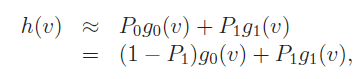 h(v) ≈ P₀g₀(v) + P₁g₁(v)
= (1 − P₁)g₀(v) + P₁g₁(v),